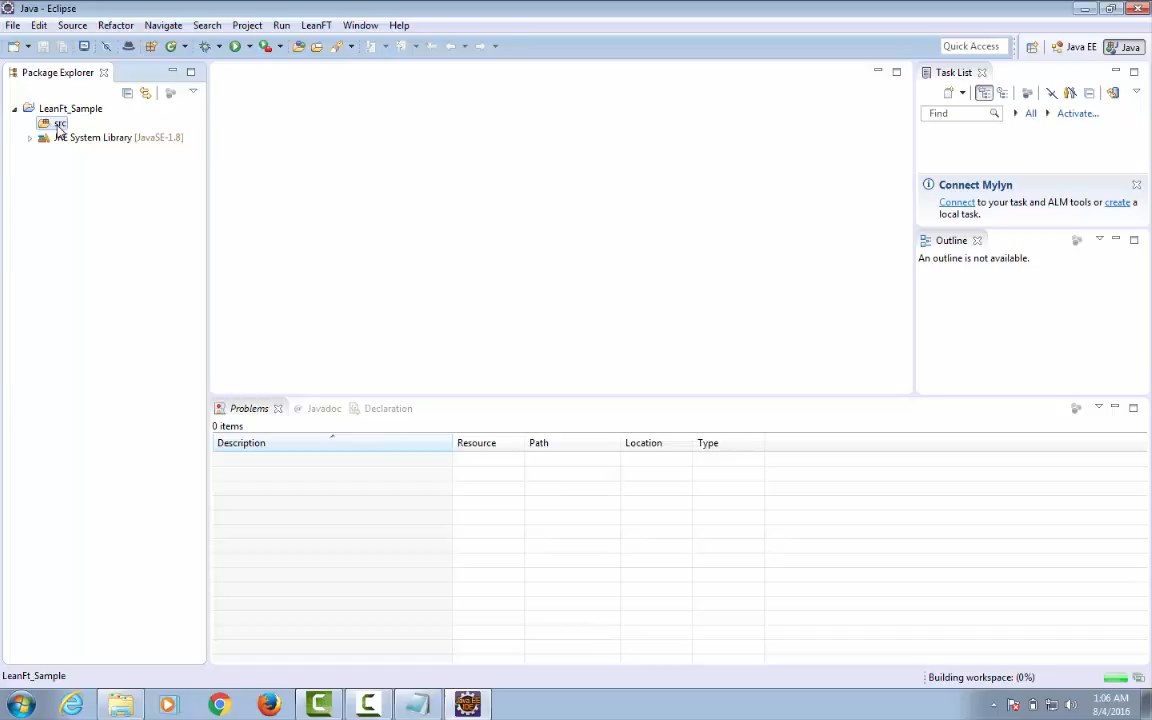 Java - Eclipse
File Edit Source Refactor Navigate Search Project Run LeanFT Window Help
Quick Access
Java EE
Java
Package Explorer
LeanFt_Sample
src
JRE System Library [JavaSE-1.8]
Task List
Find
All
Activate...
Connect Mylyn
Connect to your task and ALM tools or create a
local task.
Outline
An outline is not available.
Problems
@ Javadoc
Declaration
0 items
Description Resource Path Location Type
LeanFt_Sample
Building workspace: (0%)
1:06 AM
8/4/2016